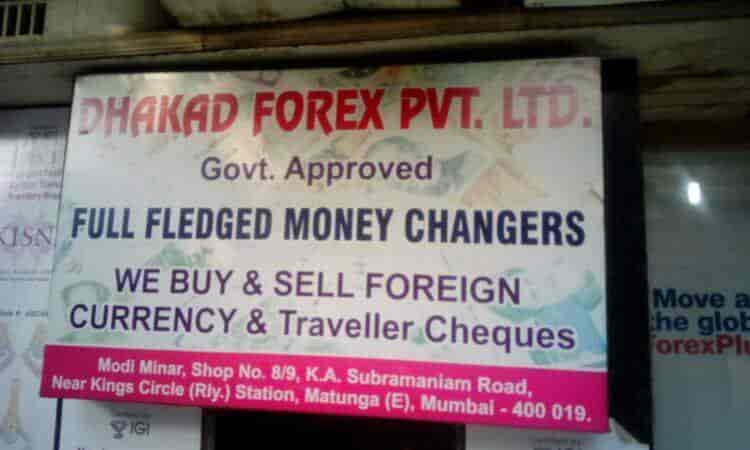 DHAKAD FOREX PVT. LTD.
Govt. Approved
FULL FLEDGED MONEY CHANGERS
WE BUY & SELL FOREIGN
CURRENCY & Traveller Cheques
Modi Minar, Shop No. 8/9, K.A. Subramaniam Road,
Near Kings Circle (Rly.) Station, Matunga (E), Mumbai - 400 019.
KISN
IGI
Move a
the glob
ForexPlu